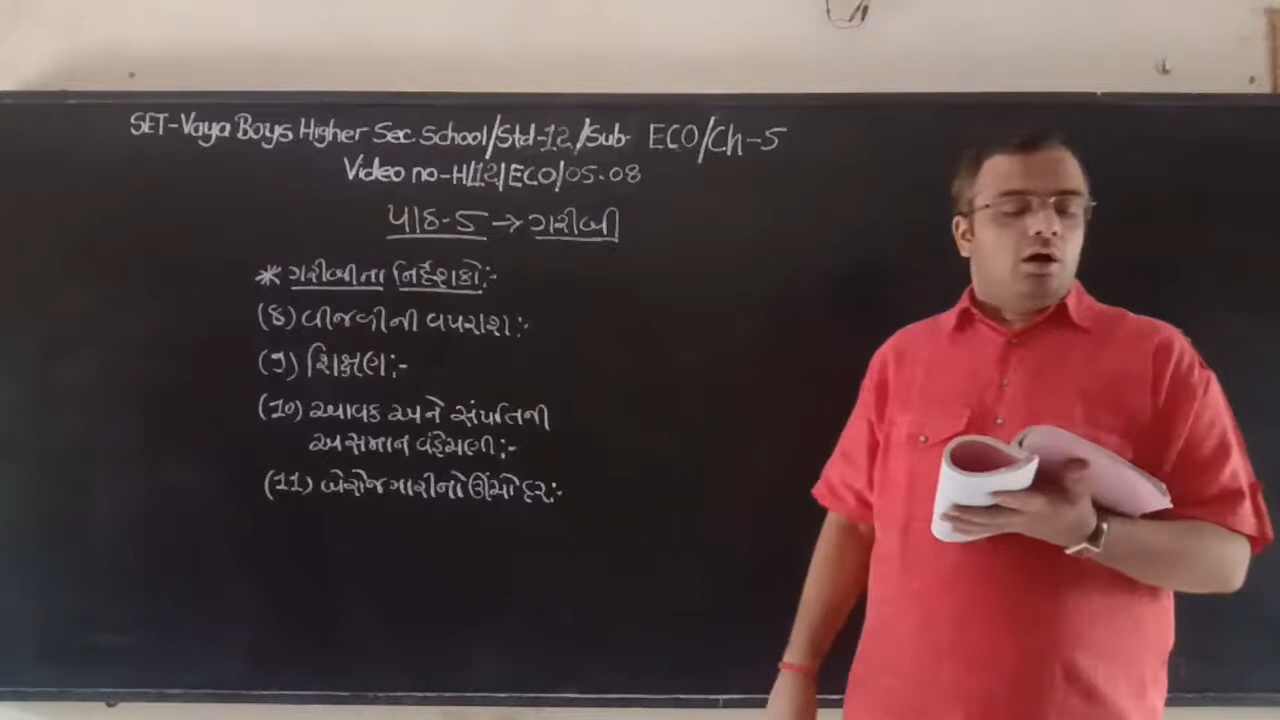 SET-Vaya Boys Higher Sec. School/Std-12/Sub- ECO/Ch-5
Video no-H/12/ECO/05.08
પાઠ-5 → ગરીબી
* ગરીબીના નિર્દેશકો:-
(8) વીજળીની વપરાશ:-
(9) શિક્ષણ:-
(10) આવક અને સંપતિની
અસમાન વહેંચણી:-
(11) બેરોજગારીનો ઊંચો દર:-